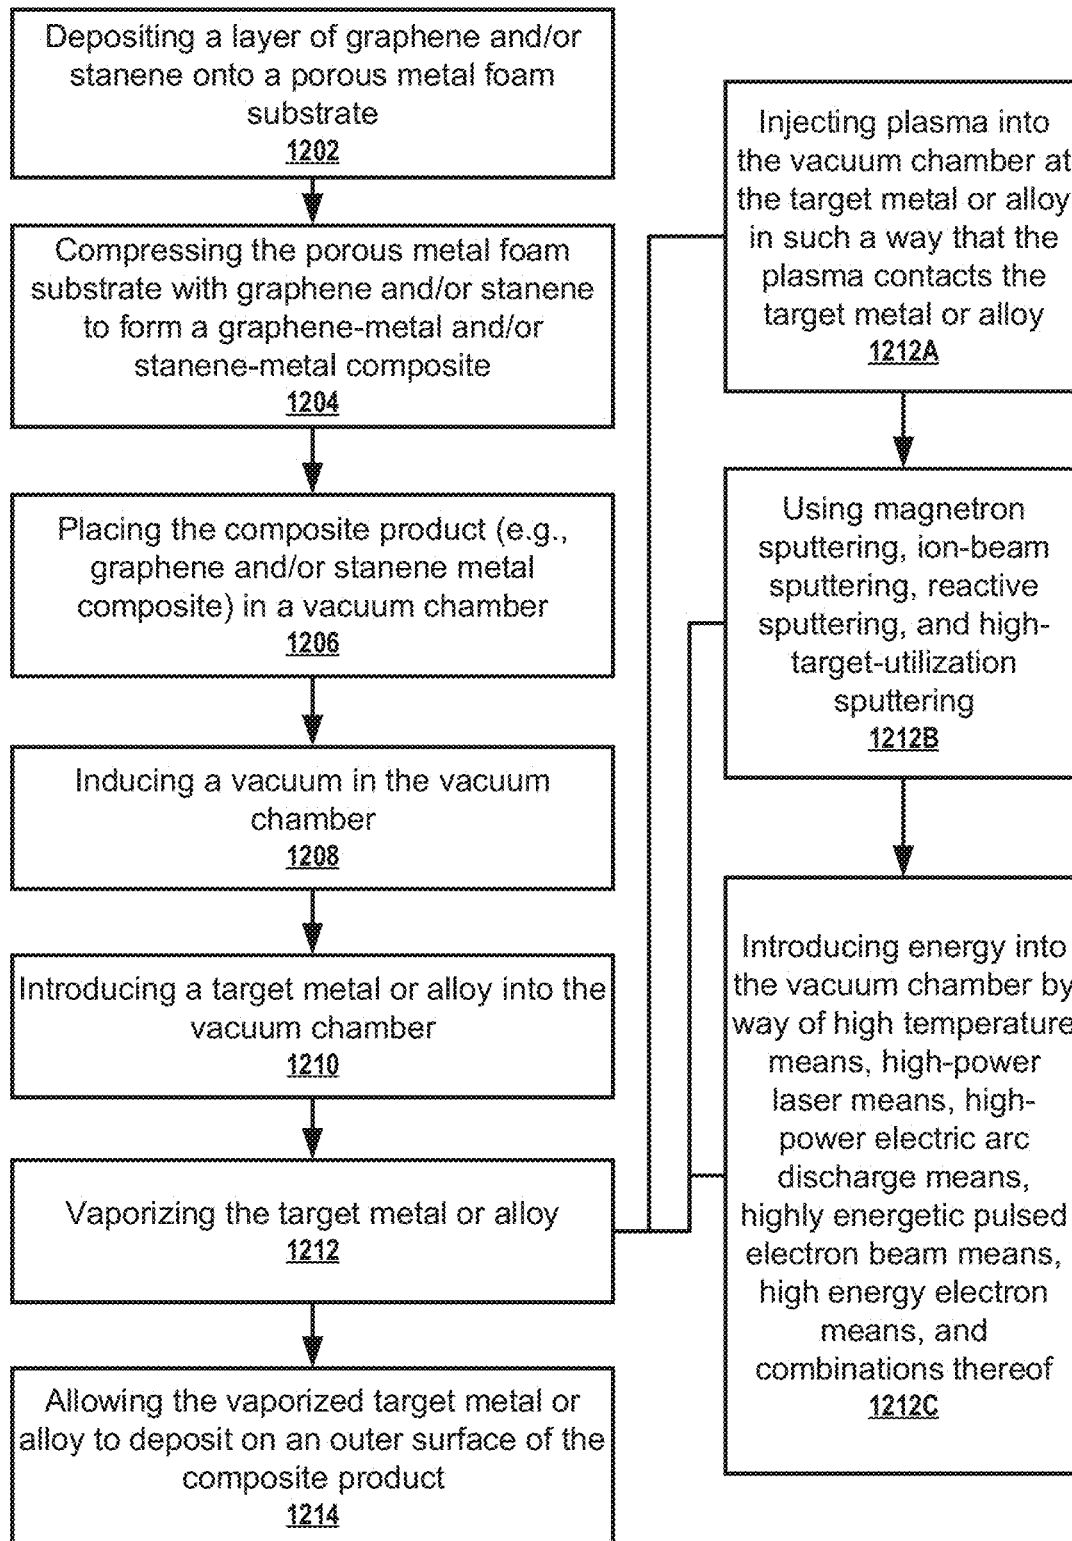 Depositing a layer of graphene and/or
stanene onto a porous metal foam
substrate
1202
Compressing the porous metal foam
substrate with graphene and/or stanene
to form a graphene-metal and/or
stanene-metal composite
1204
Placing the composite product (e.g.,
graphene and/or stanene metal
composite) in a vacuum chamber
1206
Inducing a vacuum in the vacuum
chamber
1208
Introducing a target metal or alloy into the
vacuum chamber
1210
Vaporizing the target metal or alloy
1212
Allowing the vaporized target metal or
alloy to deposit on an outer surface of the
composite product
1214
Injecting plasma into
the vacuum chamber at
the target metal or alloy
in such a way that the
plasma contacts the
target metal or alloy
1212A
Using magnetron
sputtering, ion-beam
sputtering, reactive
sputtering, and high-
target-utilization
sputtering
1212B
Introducing energy into
the vacuum chamber by
way of high temperature
means, high-power
laser means, high-
power electric arc
discharge means,
highly energetic pulsed
electron beam means,
high energy electron
means, and
combinations thereof
1212C